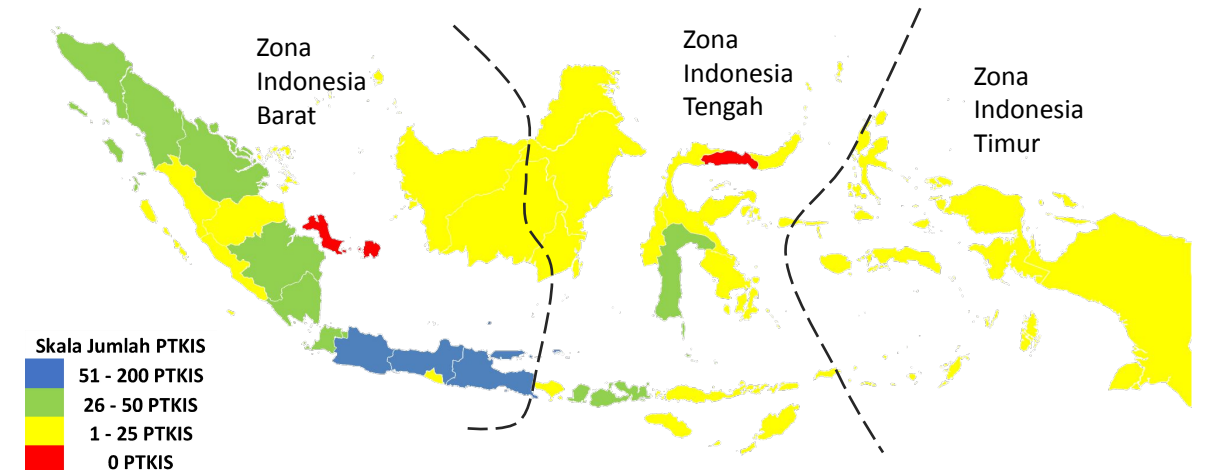 Zona
Indonesia
Barat
Zona
Indonesia
Tengah
Zona
Indonesia
Timur
Skala Jumlah PTKIS
51 - 200 PTKIS
26 - 50 PTKIS
1 - 25 PTKIS
0 PTKIS